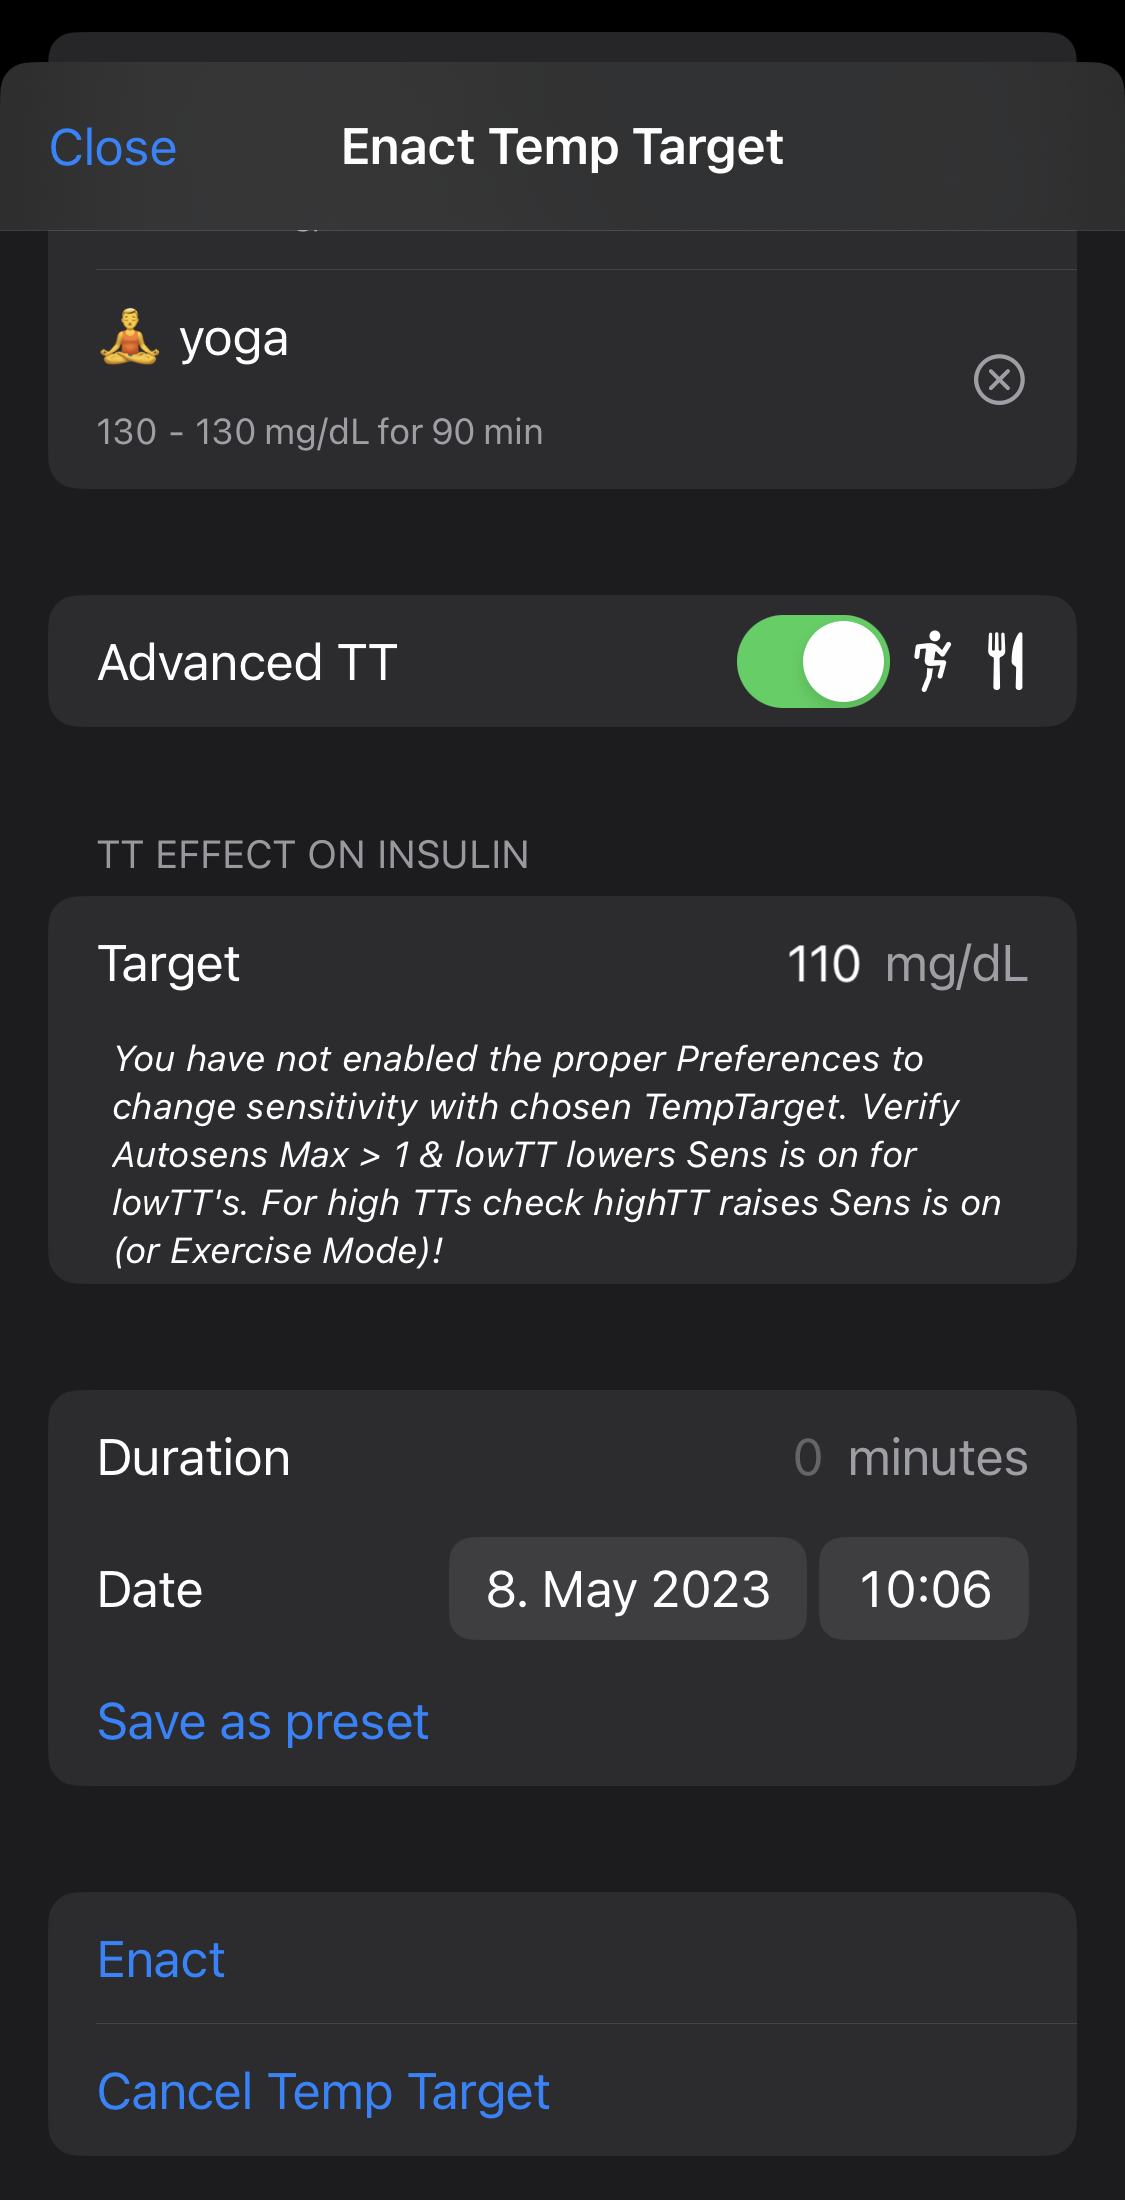 Close
Enact Temp Target
yoga
130 - 130 mg/dL for 90 min
Advanced TT
TT EFFECT ON INSULIN
Target 110 mg/dL
You have not enabled the proper Preferences to
change sensitivity with chosen TempTarget. Verify
Autosens Max > 1 & lowTT lowers Sens is on for
lowTT's. For high TTs check highTT raises Sens is on
(or Exercise Mode)!
Duration 0 minutes
Date 8. May 2023 10:06
Save as preset
Enact
Cancel Temp Target